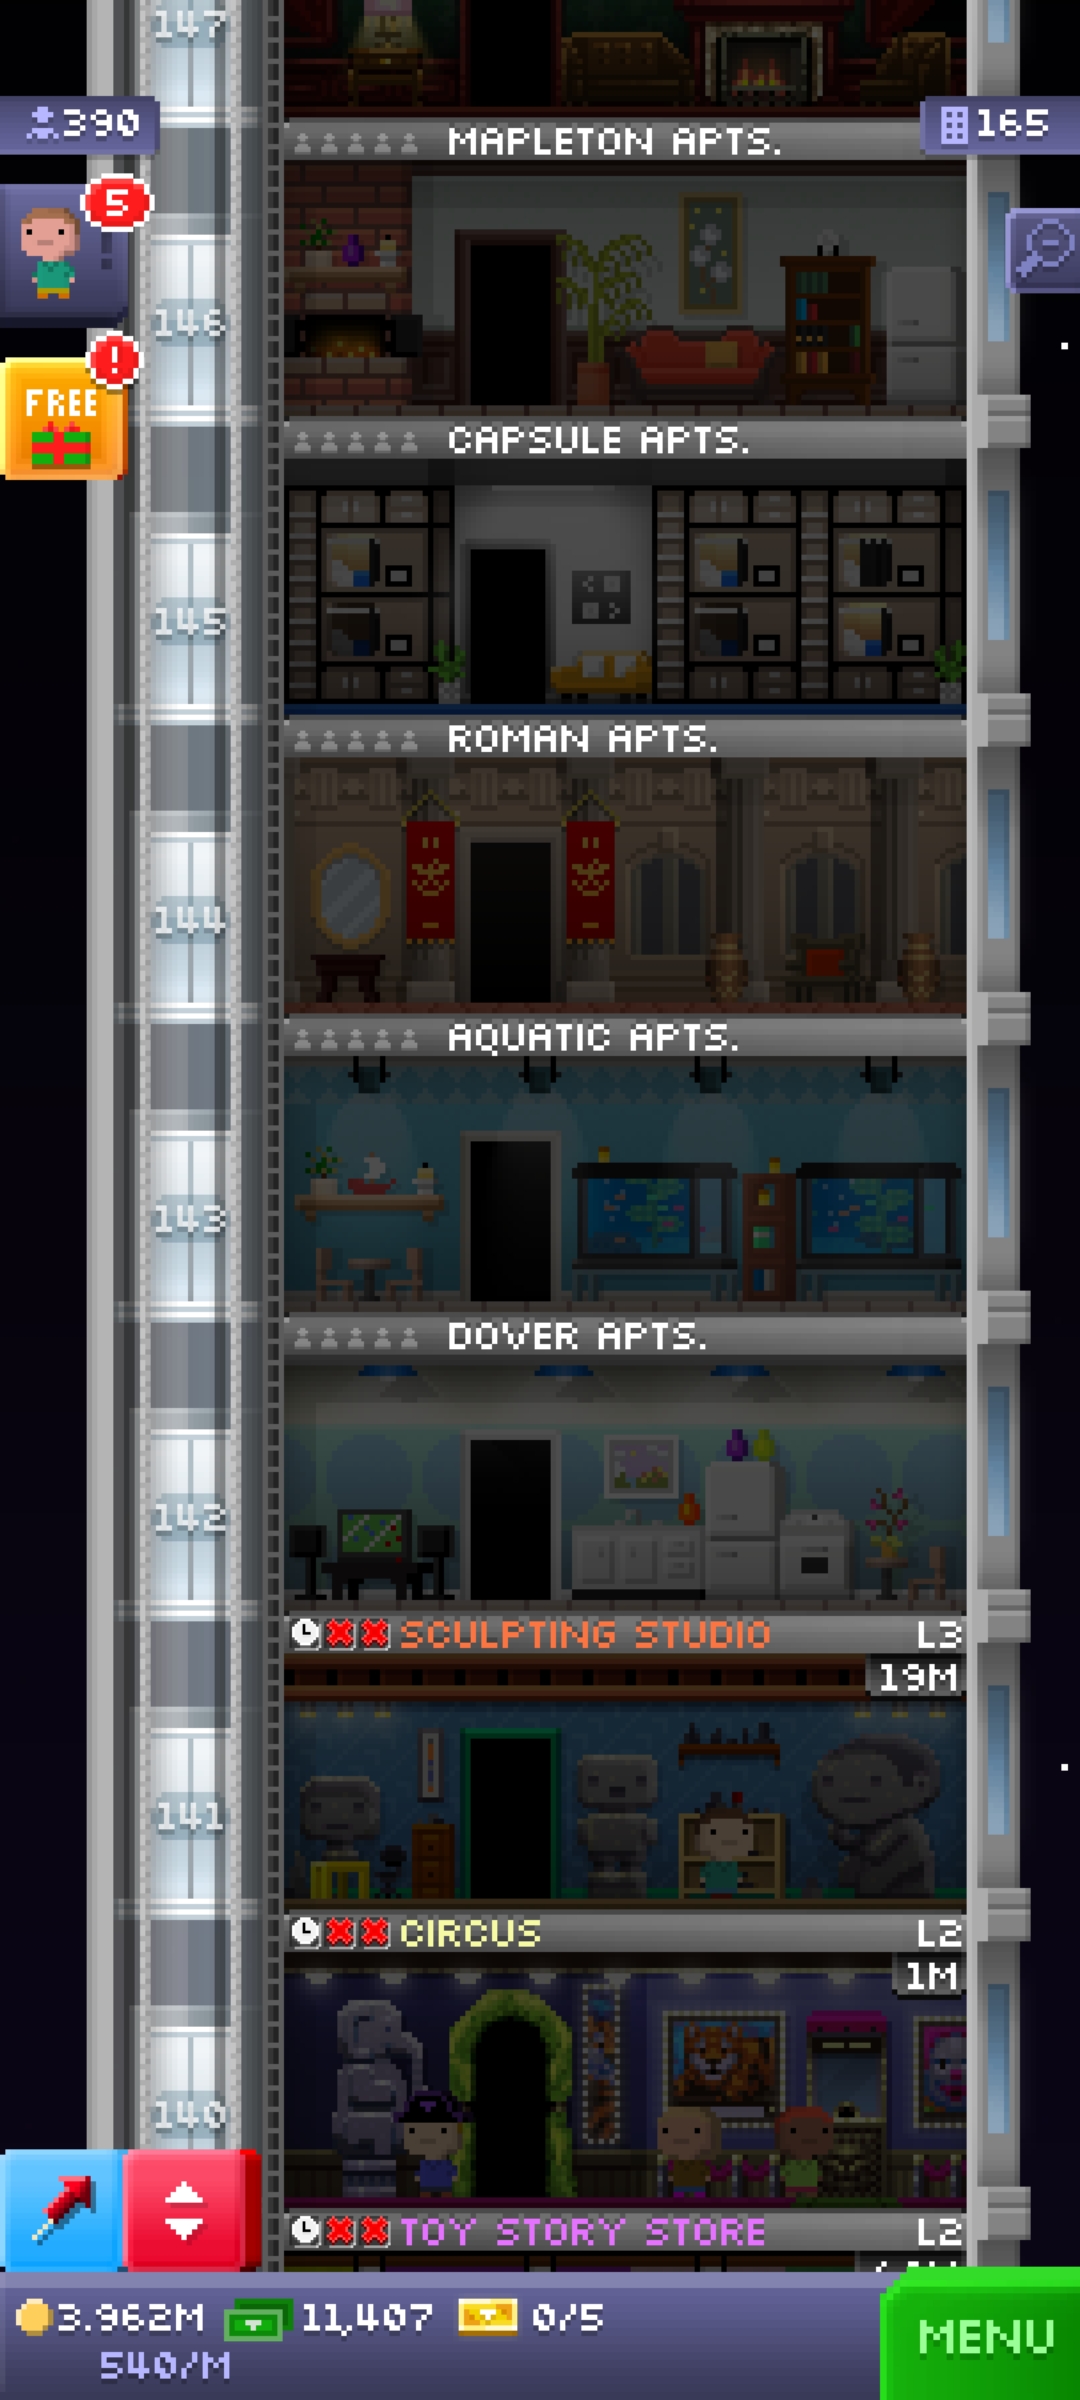 147
390
165
MAPLETON APTS.
5
146
!
FREE
CAPSULE APTS.
145
ROMAN APTS.
144
AQUATIC APTS.
143
DOVER APTS.
142
SCULPTING STUDIO L3
19M
141
CIRCUS L2
1M
140
TOY STORY STORE L2
3.962M 11,407 0/5
540/M
MENU